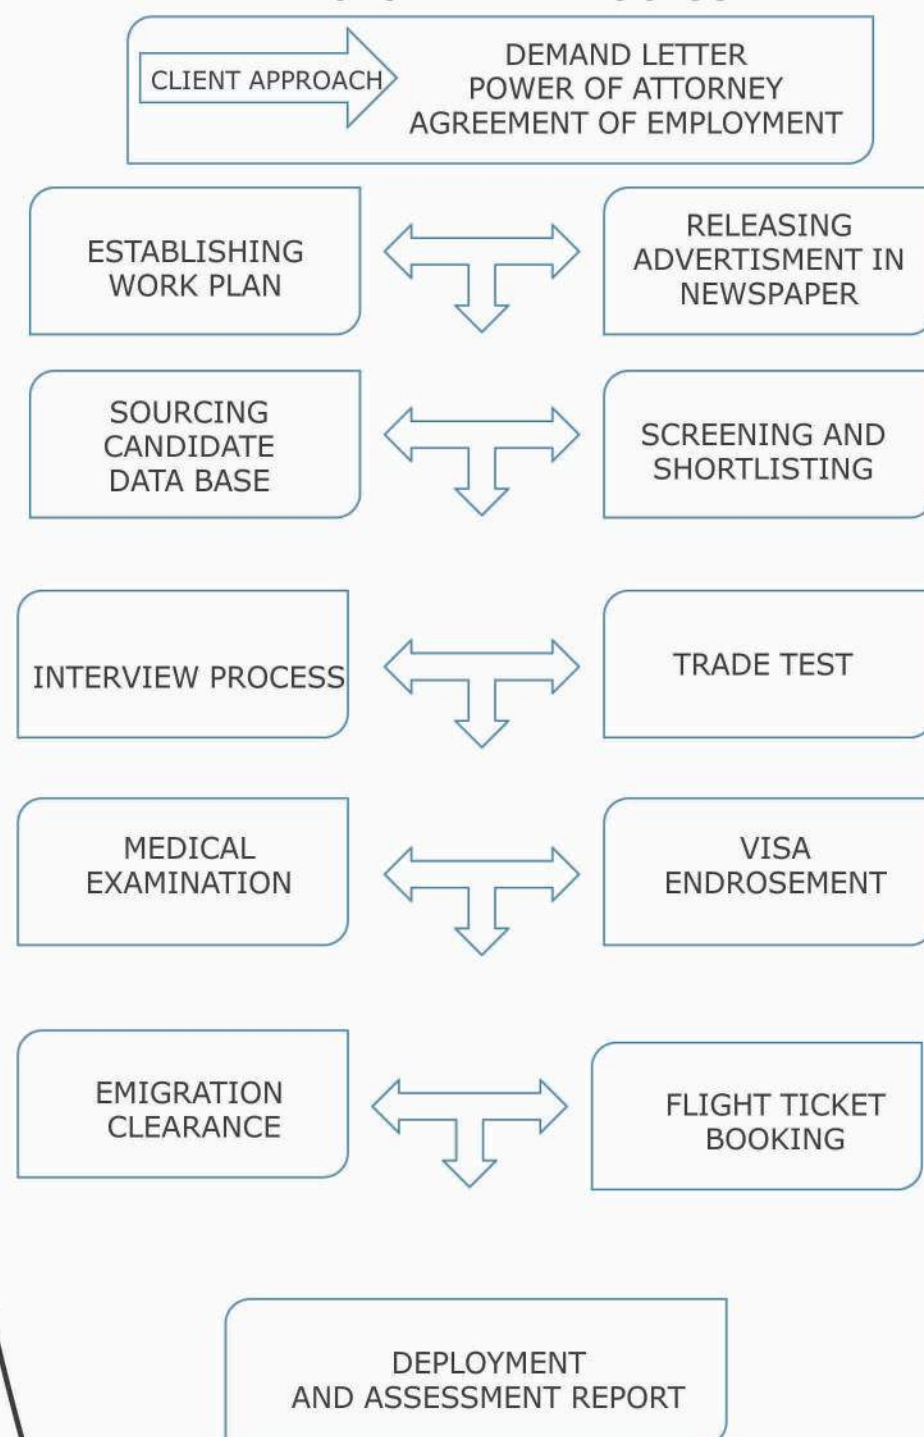 CLIENT APPROACH
DEMAND LETTER
POWER OF ATTORNEY
AGREEMENT OF EMPLOYMENT
ESTABLISHING
WORK PLAN
RELEASING
ADVERTISMENT IN
NEWSPAPER
SOURCING
CANDIDATE
DATA BASE
SCREENING AND
SHORTLISTING
INTERVIEW PROCESS
TRADE TEST
MEDICAL
EXAMINATION
VISA
ENDROSEMENT
EMIGRATION
CLEARANCE
FLIGHT TICKET
BOOKING
DEPLOYMENT
AND ASSESSMENT REPORT